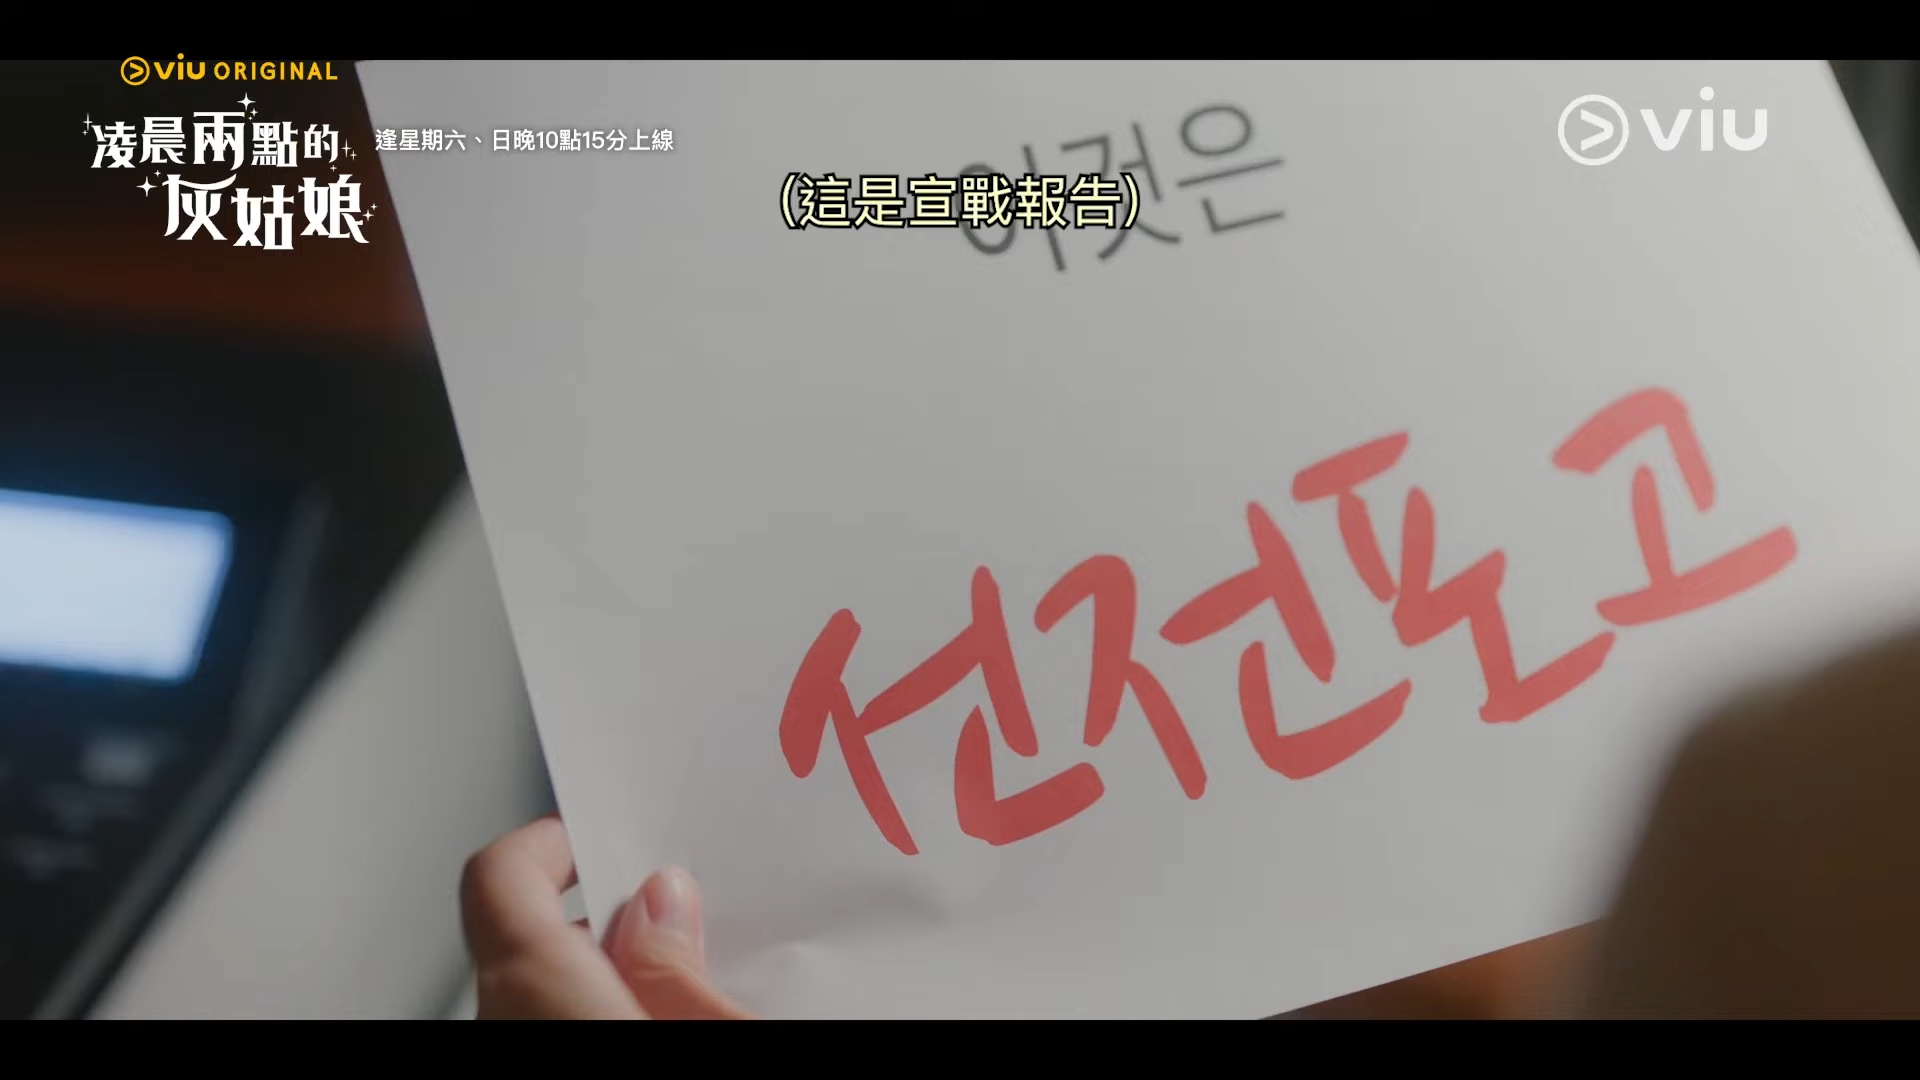 viu ORIGINAL
凌晨兩點的
灰姑娘
逢星期六、日晚10點15分上線
viu
이것은
(這是宣戰報告)
선전포고